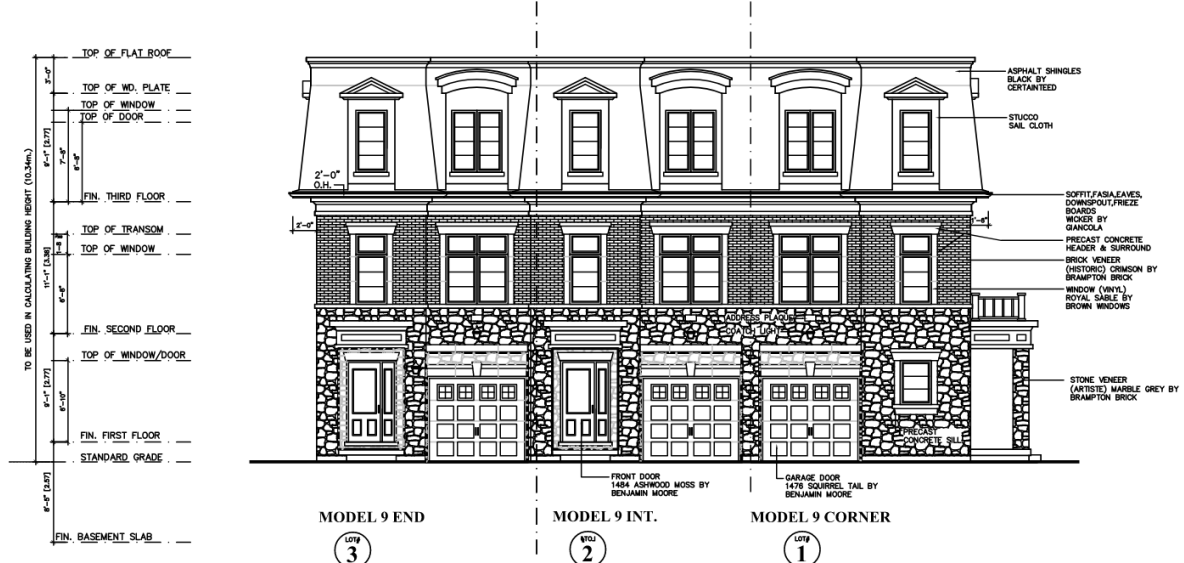 TOP OF FLAT ROOF
3'-0"
TOP OF WD. PLATE
TOP OF WINDOW
TOP OF DOOR
9'-1" [2.77]
7'-8"
6'-8"
FIN. THIRD FLOOR
TOP OF TRANSOM
TOP OF WINDOW
11'-1" [3.38]
1'-8
6'-8"
FIN. SECOND FLOOR
TOP OF WINDOW/DOOR
9'-1" [2.77]
6'-10"
FIN. FIRST FLOOR
STANDARD GRADE
8'-5" [2.57]
FIN. BASEMENT SLAB
TO BE USED IN CALCULATING BUILDING HEIGHT (10.34m.)
2'-0"
O.H.
2'-0"
1'-6"
ASPHALT SHINGLES
BLACK BY
CERTAINTEED
STUCCO
SAIL CLOTH
SOFFIT,FASIA,EAVES,
DOWNSPOUT,FRIEZE
BOARDS
WICKER BY
GIANCOLA
PRECAST CONCRETE
HEADER & SURROUND
BRICK VENEER
(HISTORIC) CRIMSON BY
BRAMPTON BRICK
WINDOW (VINYL)
ROYAL SABLE BY
BROWN WINDOWS
ADDRESS PLAQUE
COATCH LIGHT
STONE VENEER
(ARTISTE) MARBLE GREY BY
BRAMPTON BRICK
PRECAST
CONCRETE SILL
FRONT DOOR
1484 ASHWOOD MOSS BY
BENJAMIN MOORE
GARAGE DOOR
1476 SQUIRREL TAIL BY
BENJAMIN MOORE
MODEL 9 END
MODEL 9 INT.
MODEL 9 CORNER
LOT#
3
LOT#
2
LOT#
1